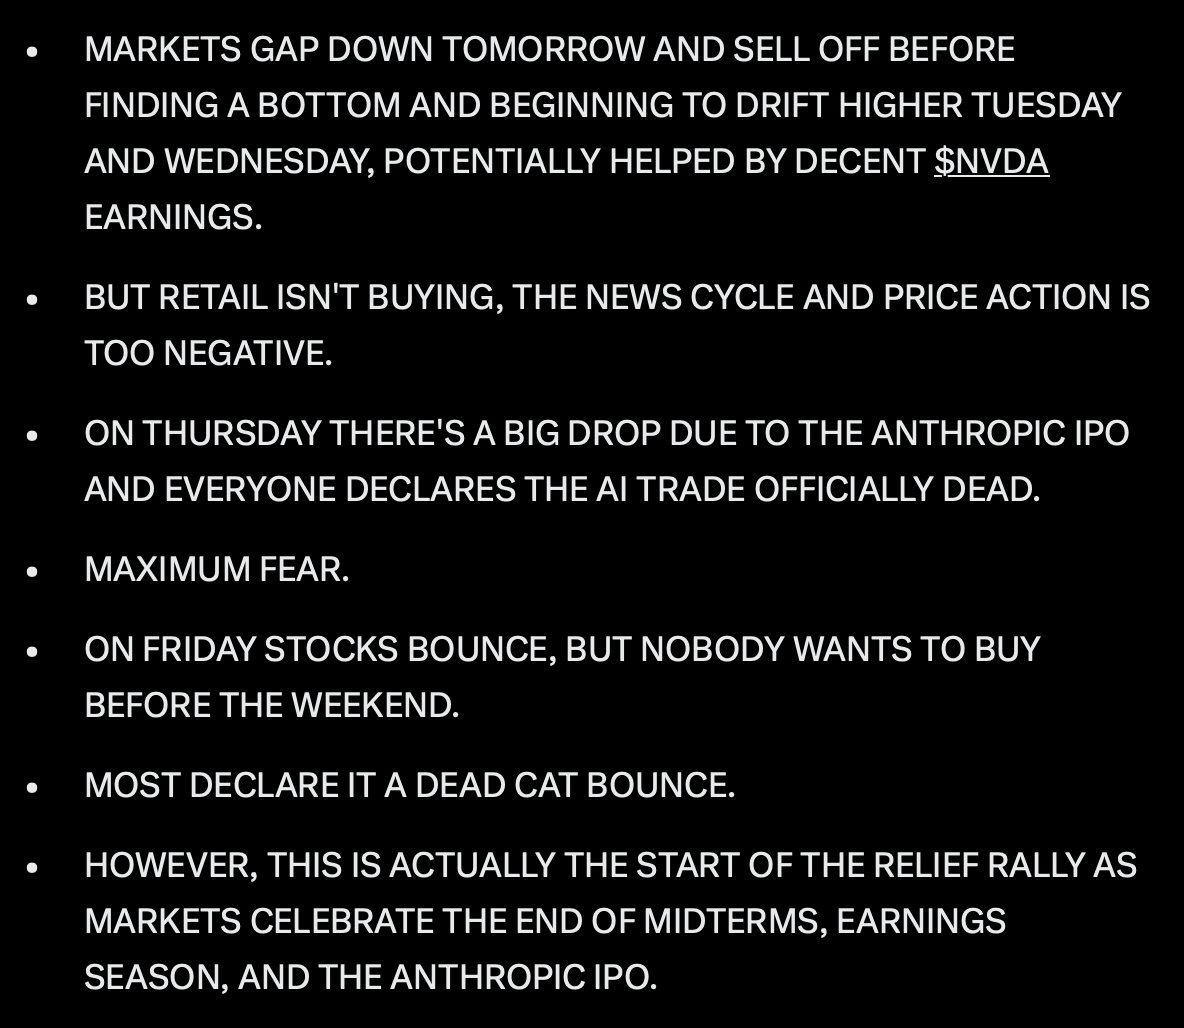 • MARKETS GAP DOWN TOMORROW AND SELL OFF BEFORE
FINDING A BOTTOM AND BEGINNING TO DRIFT HIGHER TUESDAY
AND WEDNESDAY, POTENTIALLY HELPED BY DECENT $NVDA
EARNINGS.
• BUT RETAIL ISN'T BUYING, THE NEWS CYCLE AND PRICE ACTION IS
TOO NEGATIVE.
• ON THURSDAY THERE'S A BIG DROP DUE TO THE ANTHROPIC IPO
AND EVERYONE DECLARES THE AI TRADE OFFICIALLY DEAD.
• MAXIMUM FEAR.
• ON FRIDAY STOCKS BOUNCE, BUT NOBODY WANTS TO BUY
BEFORE THE WEEKEND.
• MOST DECLARE IT A DEAD CAT BOUNCE.
• HOWEVER, THIS IS ACTUALLY THE START OF THE RELIEF RALLY AS
MARKETS CELEBRATE THE END OF MIDTERMS, EARNINGS
SEASON, AND THE ANTHROPIC IPO.